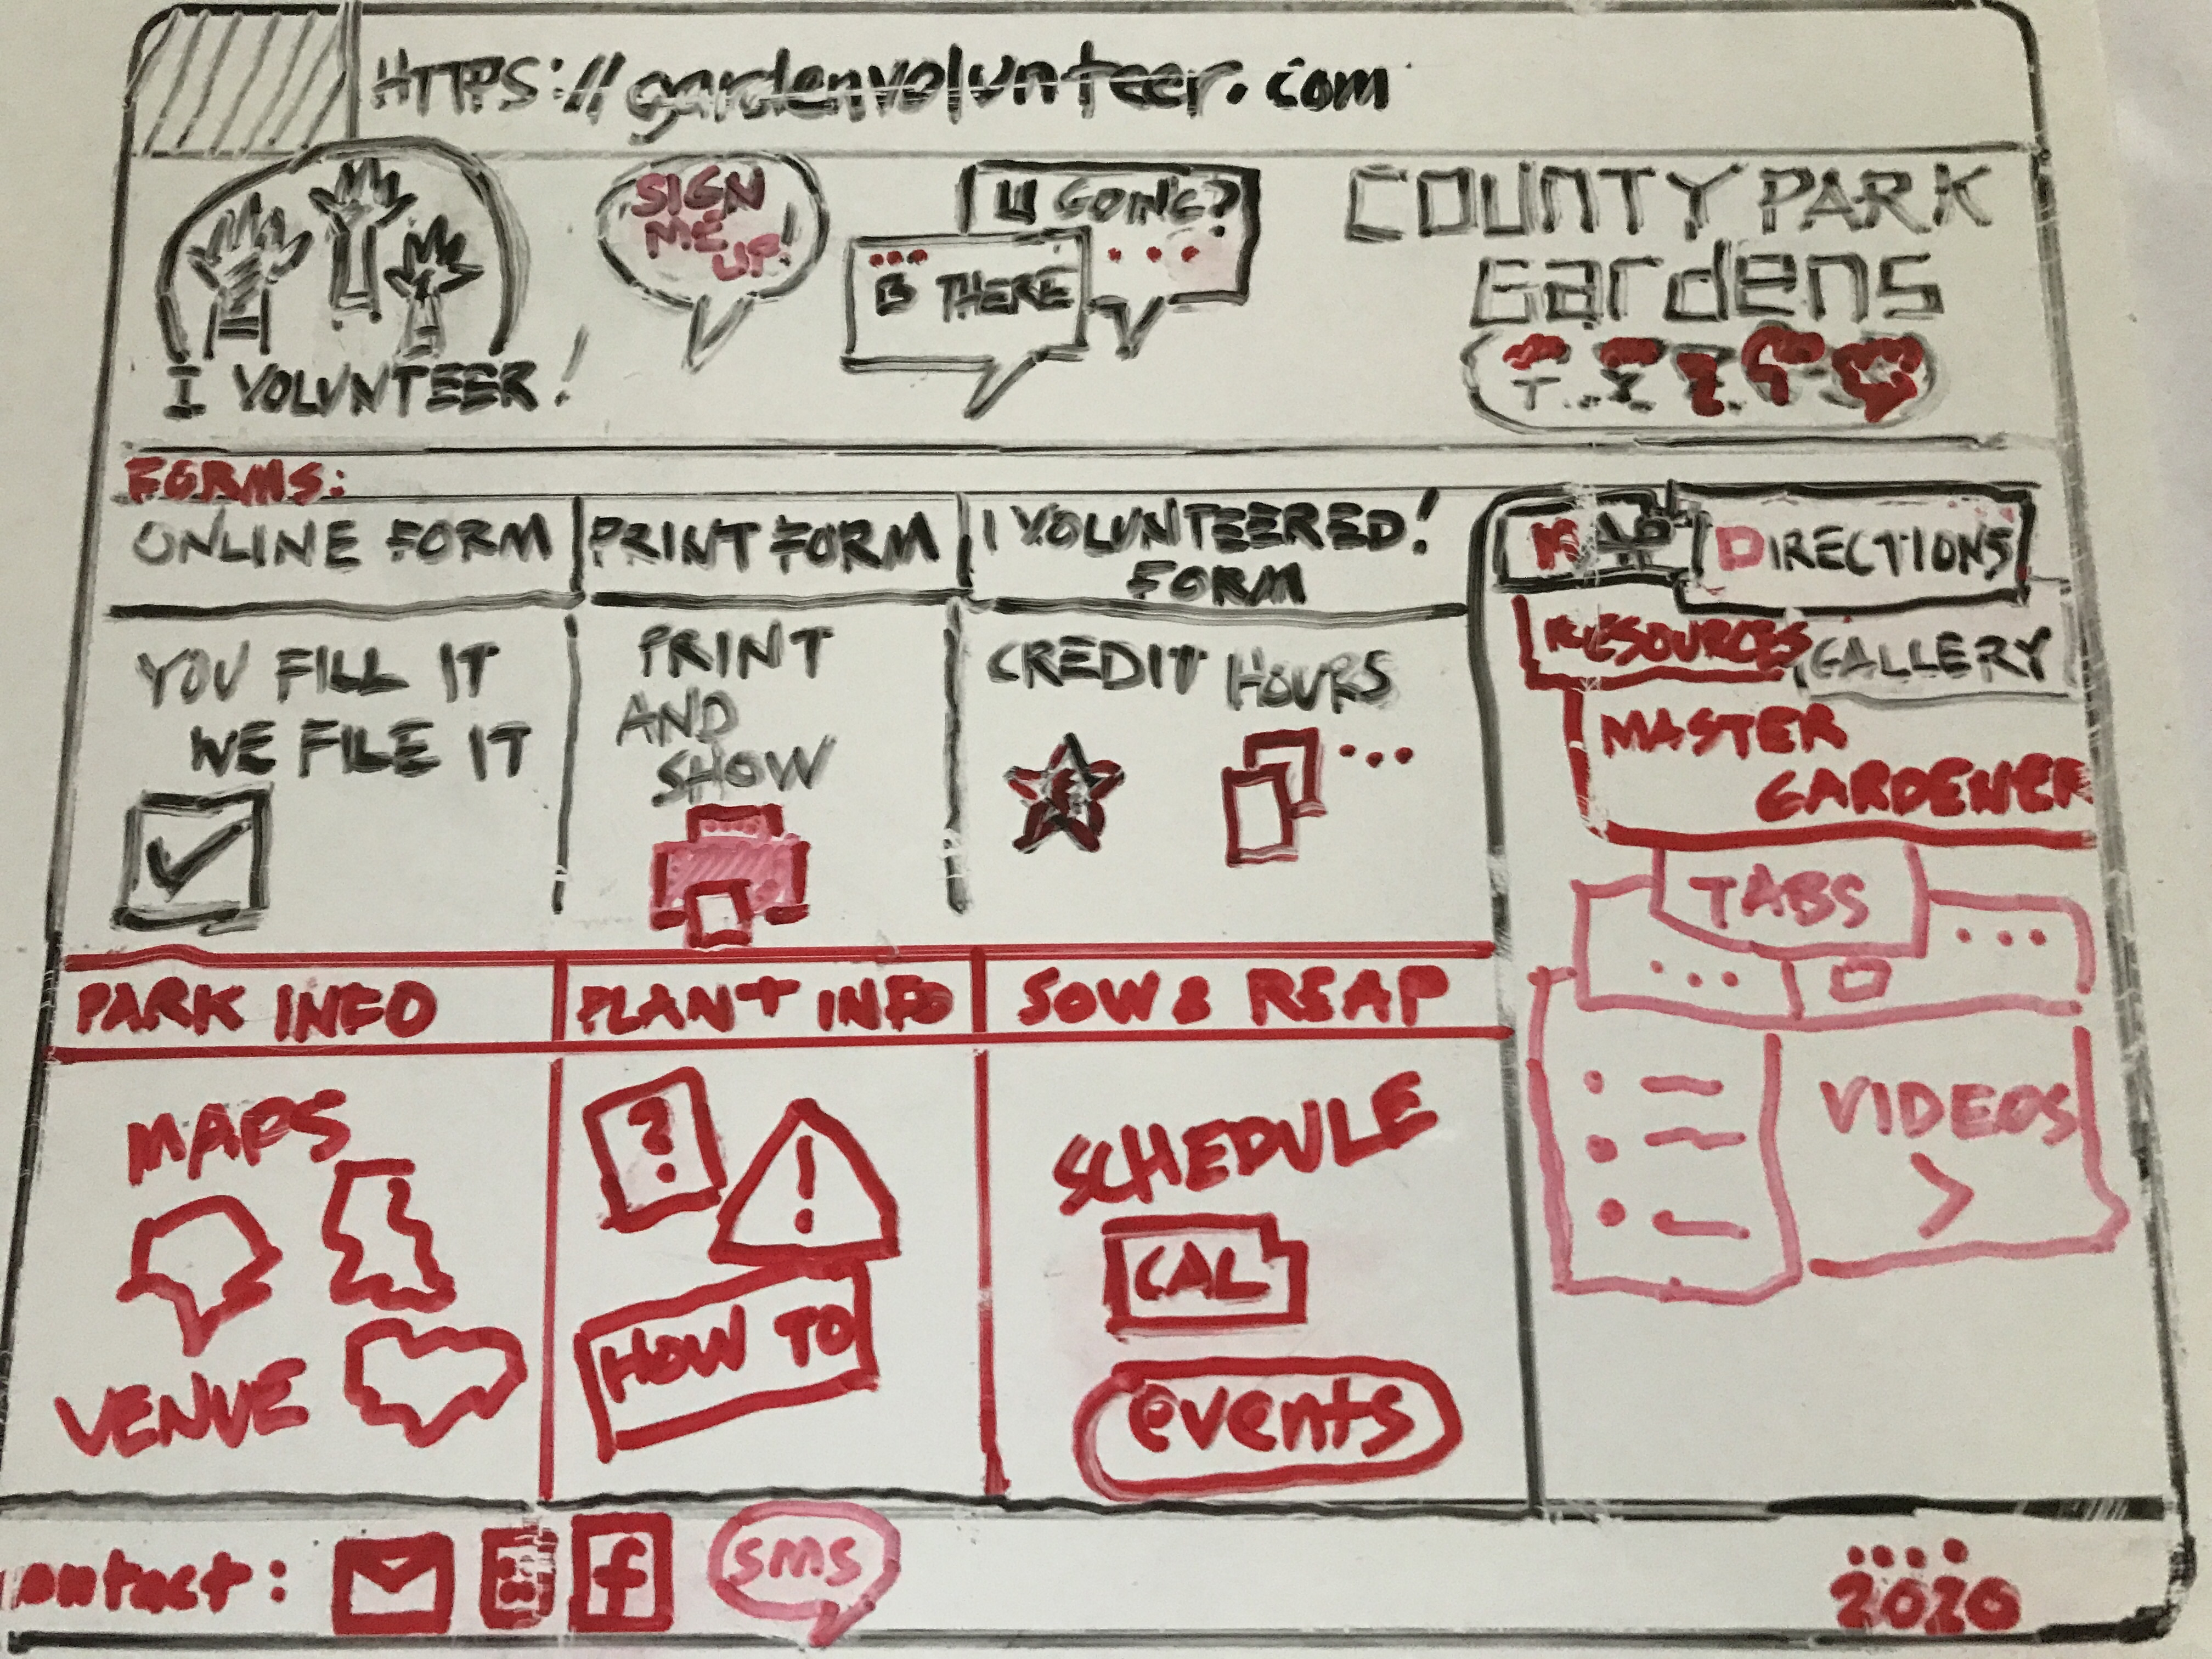 HTTPS://gardenvolunteer.com
I VOLUNTEER!
SIGN
ME
UP!
U GOING?
...
...
B THERE
COUNTY PARK
Gardens
FORMS:
ONLINE FORM
PRINT FORM
I VOLUNTEERED!
FORM
YOU FILL IT
WE FILE IT
PRINT
AND
SHOW
CREDIT HOURS
...
MAP
DIRECTIONS
RESOURCES
GALLERY
MASTER
GARDENER
TABS
...
...
VIDEOS
>
PARK INFO
PLANT INFO
SOW & REAP
MAPS
VENUE
?
!
HOW TO
SCHEDULE
CAL
events
ontact:
f
sms
2020